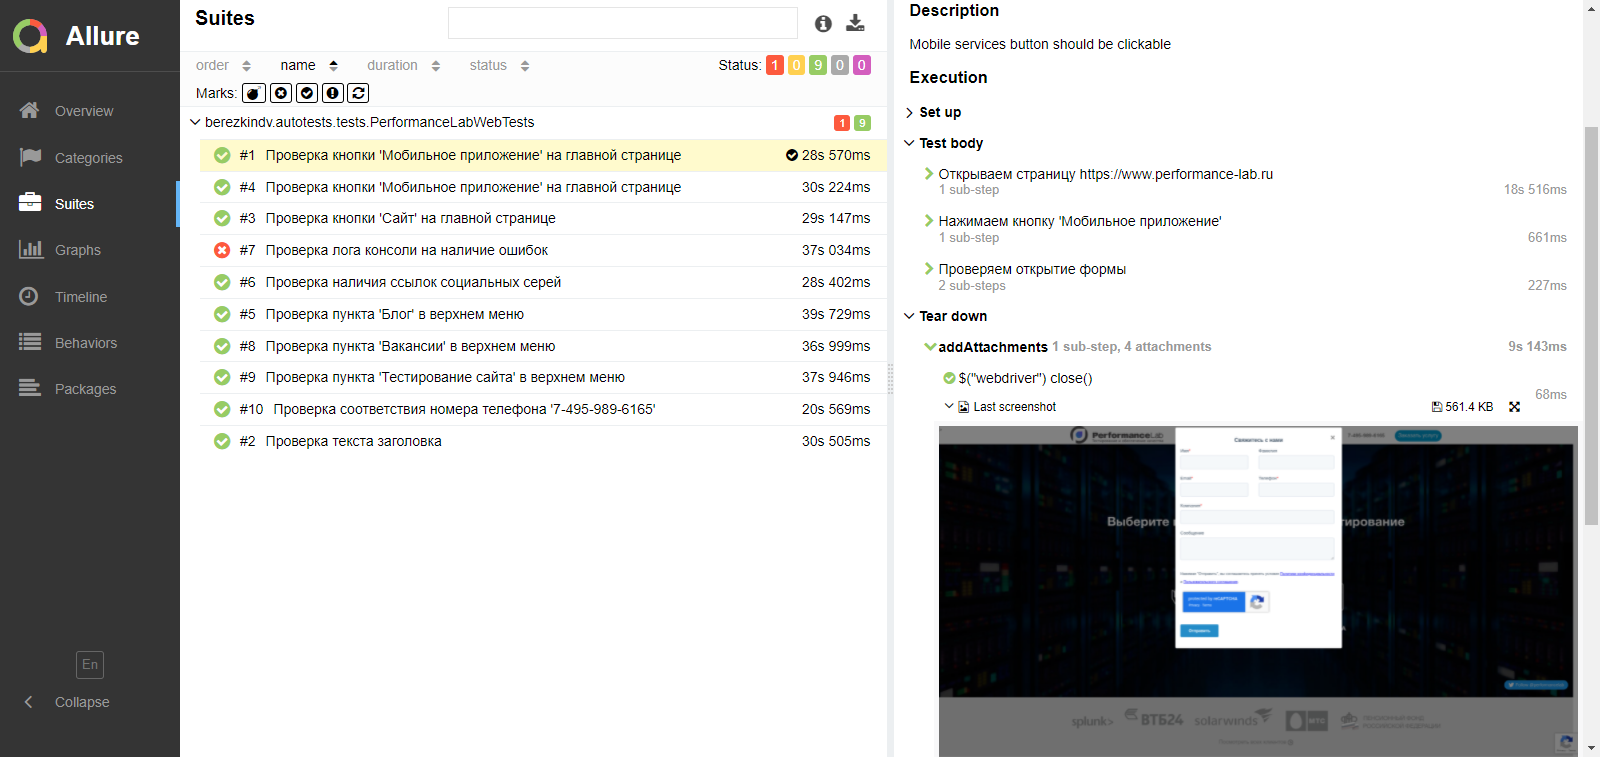 Allure
Overview
Categories
Suites
Graphs
Timeline
Behaviors
Packages
En
Collapse
Suites
order name duration status
Status: 1 0 9 0 0
Marks:
berezkindv.autotests.tests.PerformanceLabWebTests 1 9
#1 Проверка кнопки 'Мобильное приложение' на главной странице 28s 570ms
#4 Проверка кнопки 'Мобильное приложение' на главной странице 30s 224ms
#3 Проверка кнопки 'Сайт' на главной странице 29s 147ms
#7 Проверка лога консоли на наличие ошибок 37s 034ms
#6 Проверка наличия ссылок социальных серей 28s 402ms
#5 Проверка пункта 'Блог' в верхнем меню 39s 729ms
#8 Проверка пункта 'Вакансии' в верхнем меню 36s 999ms
#9 Проверка пункта 'Тестирование сайта' в верхнем меню 37s 946ms
#10 Проверка соответствия номера телефона '7-495-989-6165' 20s 569ms
#2 Проверка текста заголовка 30s 505ms
Description
Mobile services button should be clickable
Execution
Set up
Test body
Открываем страницу https://www.performance-lab.ru
1 sub-step 18s 516ms
Нажимаем кнопку 'Мобильное приложение'
1 sub-step 661ms
Проверяем открытие формы
2 sub-steps 227ms
Tear down
addAttachments 1 sub-step, 4 attachments 9s 143ms
$("webdriver") close()
68ms
Last screenshot 561.4 KB
PerformanceLab
Свяжитесь с нами
Выберите
тирование
Отправить
splunk> ВТБ24 solarwinds МТС